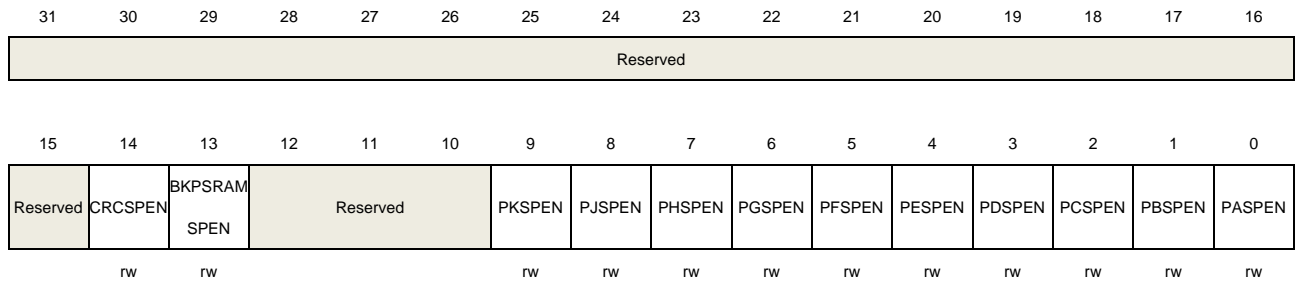 31 30 29 28 27 26 25 24 23 22 21 20 19 18 17 16
Reserved
15 14 13 12 11 10 9 8 7 6 5 4 3 2 1 0
Reserved CRCSPEN BKPSRAM SPEN Reserved PKSPEN PJSPEN PHSPEN PGSPEN PFSPEN PESPEN PDSPEN PCSPEN PBSPEN PASPEN
rw rw rw rw rw rw rw rw rw rw rw rw